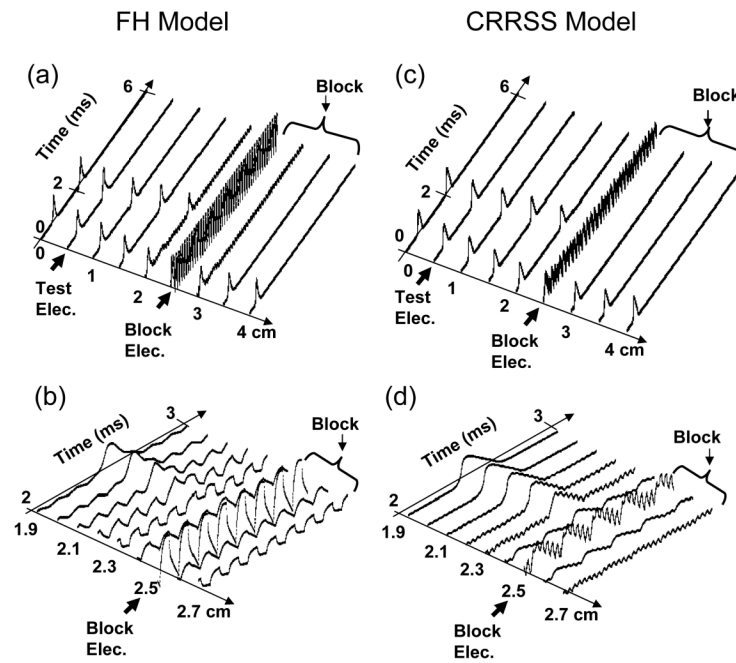 FH Model
CRRSS Model
(a)
Block
Time (ms)
6
2
0
0
1
2
3
4 cm
Test
Elec.
Block
Elec.
(c)
Block
Time (ms)
6
2
0
0
1
2
3
4 cm
Test
Elec.
Block
Elec.
(b)
Block
Time (ms)
3
2
1.9
2.1
2.3
2.5
2.7 cm
Block
Elec.
(d)
Block
Time (ms)
3
2
1.9
2.1
2.3
2.5
2.7 cm
Block
Elec.